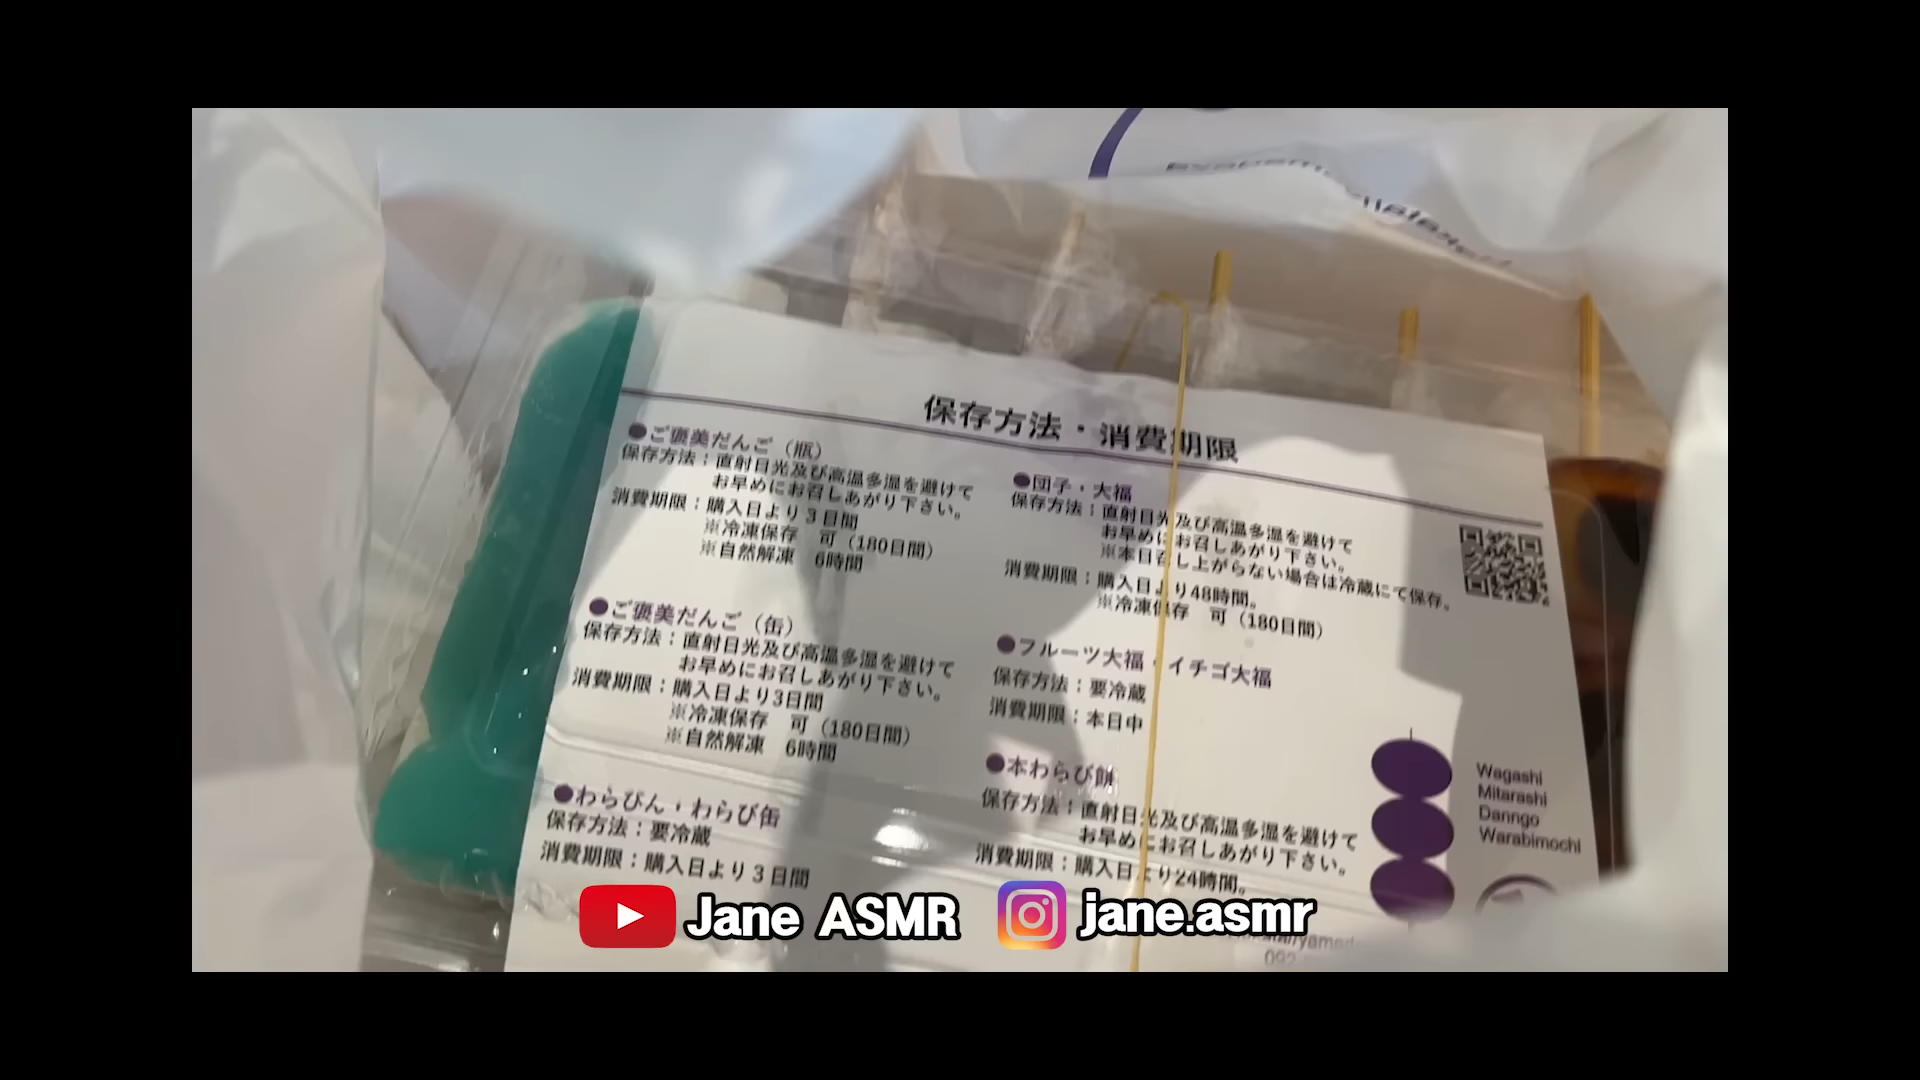 保存方法・消費期限
●ご褒美だんご（瓶）
保存方法：直射日光及び高温多湿を避けて
お早めにお召しあがり下さい。
消費期限：購入日より３日間
※冷凍保存　可（180日間）
※自然解凍　6時間
●ご褒美だんご（缶）
保存方法：直射日光及び高温多湿を避けて
お早めにお召しあがり下さい。
消費期限：購入日より3日間
※冷凍保存　可（180日間）
※自然解凍　6時間
●わらびん・わらび缶
保存方法：要冷蔵
消費期限：購入日より３日間
●団子・大福
保存方法：直射日光及び高温多湿を避けて
お早めにお召しあがり下さい。
※本日召し上がらない場合は冷蔵にて保存。
消費期限：購入日より48時間。
※冷凍保存　可（180日間）
●フルーツ大福・イチゴ大福
保存方法：要冷蔵
消費期限：本日中
●本わらび餅
保存方法：直射日光及び高温多湿を避けて
お早めにお召しあがり下さい。
消費期限：購入日より24時間。
Wagashi
Mitarashi
Danngo
Warabimochi
092
Jane ASMR
jane.asmr